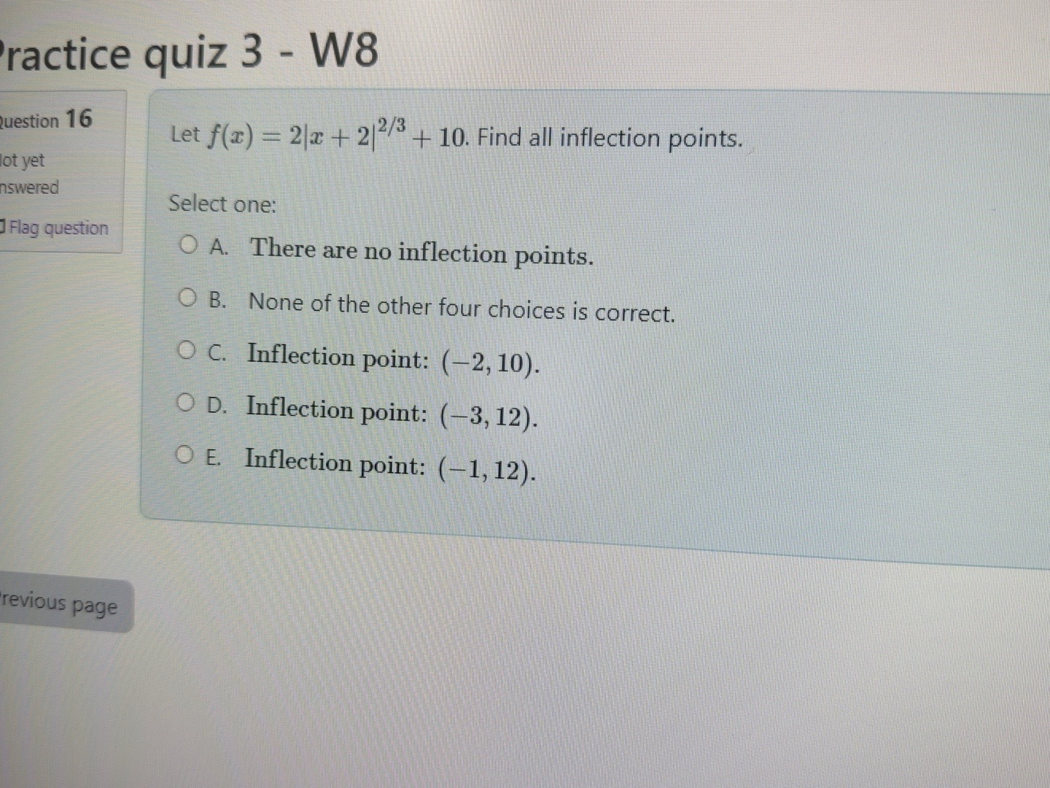 ractice quiz 3 - W8
uestion 16
ot yet
nswered
Flag question
Let f(x) = 2|x + 2|^{2/3} + 10. Find all inflection points.
Select one:
A. There are no inflection points.
B. None of the other four choices is correct.
C. Inflection point: (−2, 10).
D. Inflection point: (−3, 12).
E. Inflection point: (−1, 12).
revious page